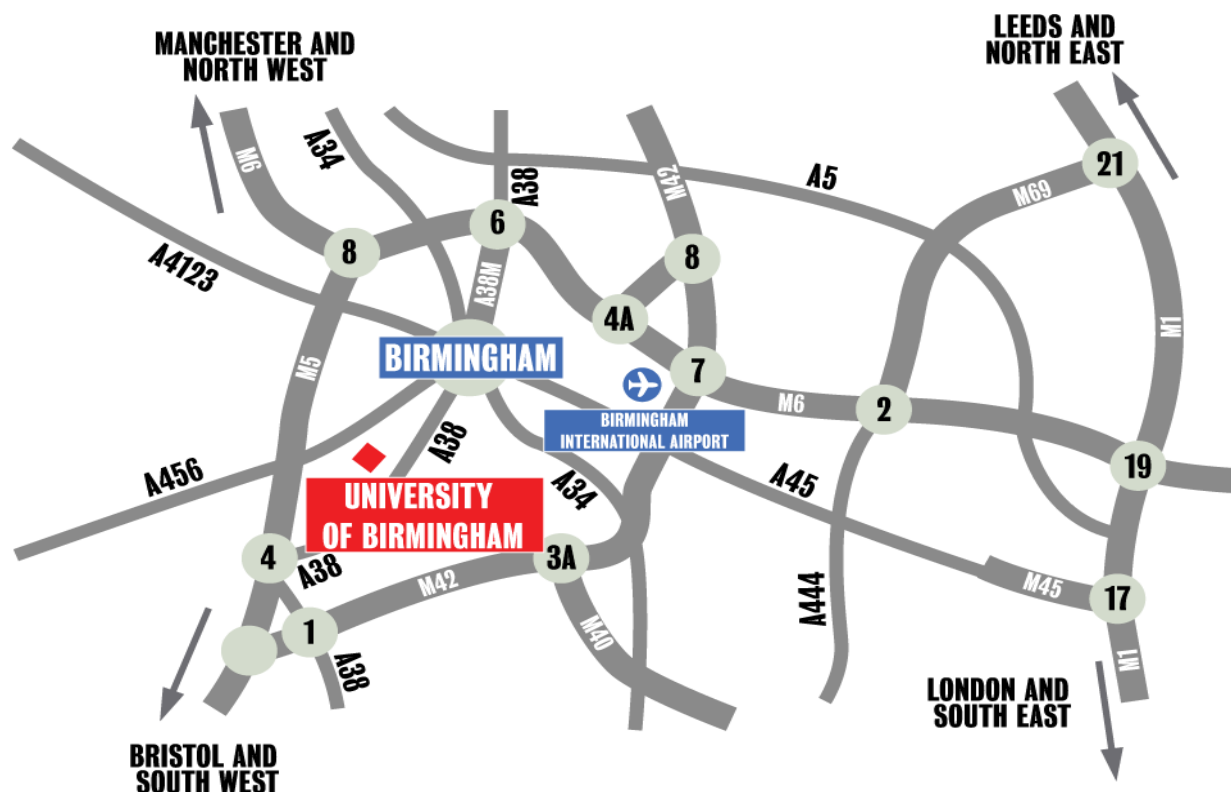 MANCHESTER AND
NORTH WEST
LEEDS AND
NORTH EAST
M6
A34
A38
M42
A5
M69
21
A4123
8
6
A38M
8
4A
M1
M5
BIRMINGHAM
7
M6
2
BIRMINGHAM
INTERNATIONAL AIRPORT
A38
A456
A34
A45
19
UNIVERSITY
OF BIRMINGHAM
4
A38
M42
3A
A444
M45
17
1
M40
A38
M1
LONDON AND
SOUTH EAST
BRISTOL AND
SOUTH WEST